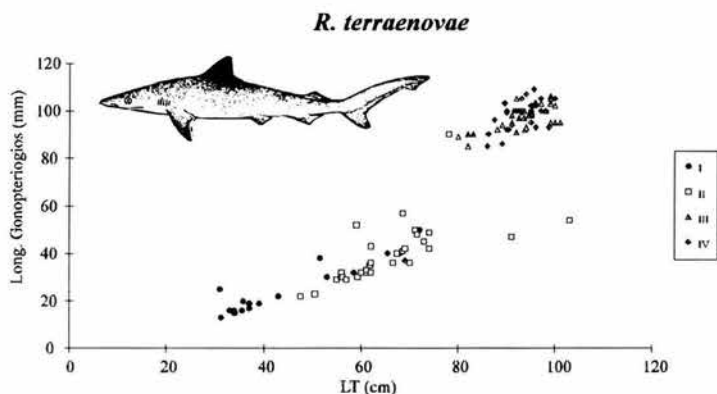 R. terraenovae
Long. Gonopteriogios (mm)
120
100
80
60
40
20
0
0 20 40 60 80 100 120
LT (cm)
I
II
III
IV